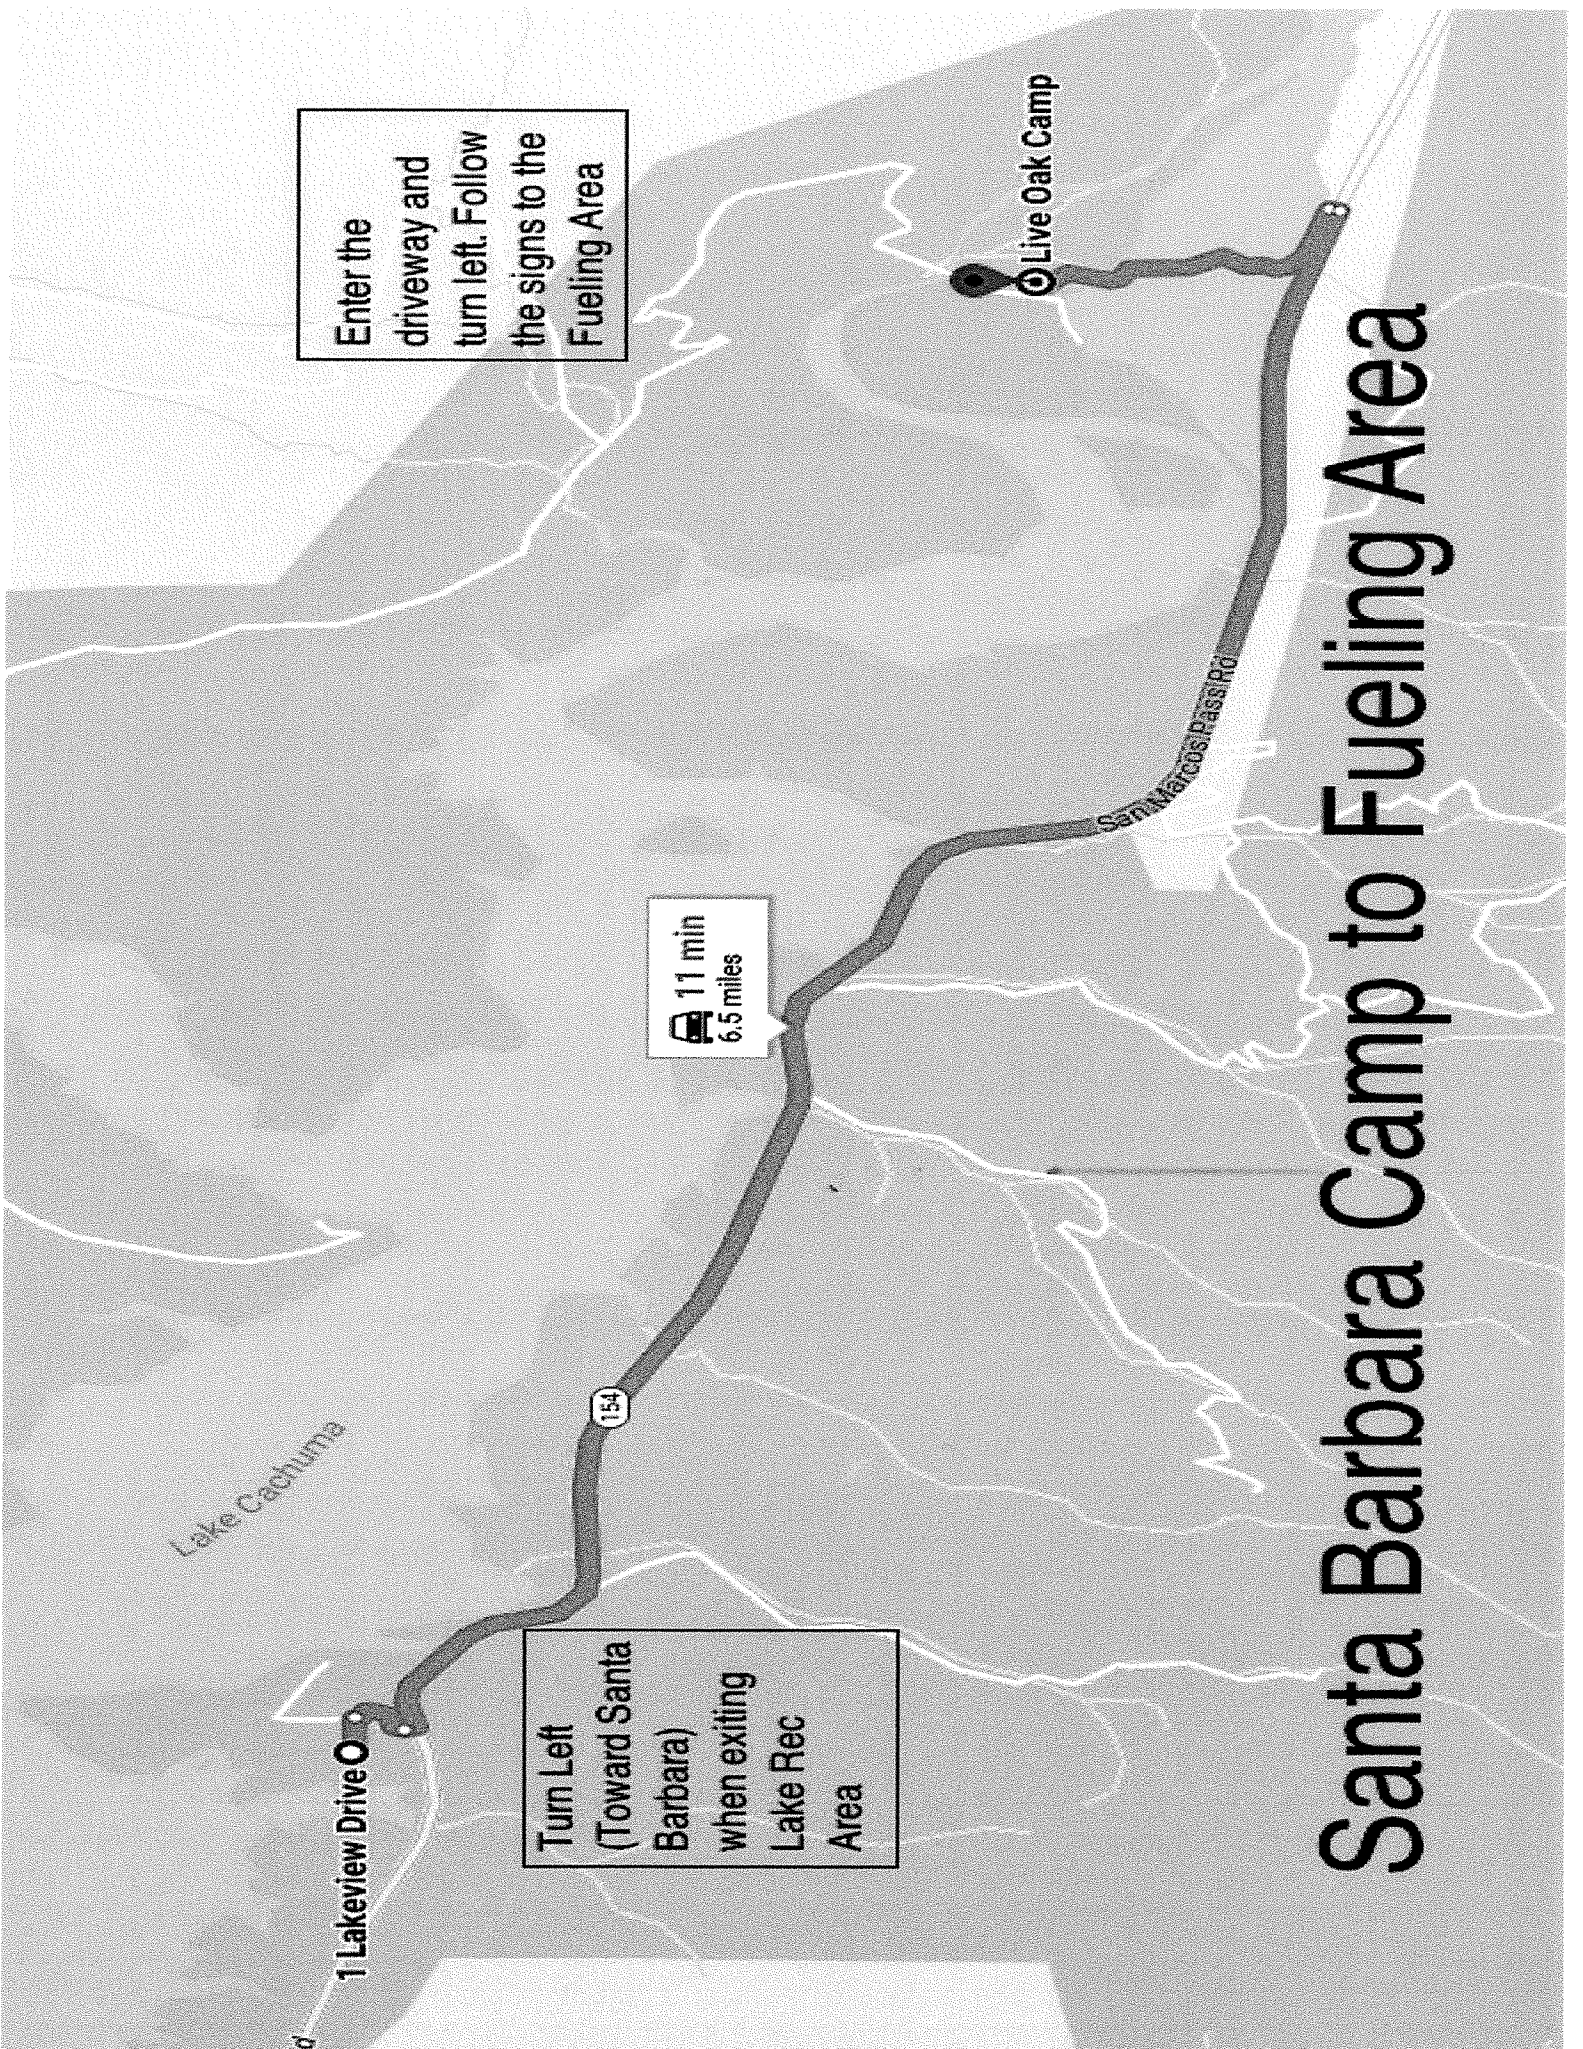 Enter the
driveway and
turn left. Follow
the signs to the
Fueling Area
Live Oak Camp
Lake Cachuma
11 min
6.5 miles
154
San Marcos Pass Rd
1 Lakeview Drive
Turn Left
(Toward Santa
Barbara)
when exiting
Lake Rec
Area
Santa Barbara Camp to Fueling Area